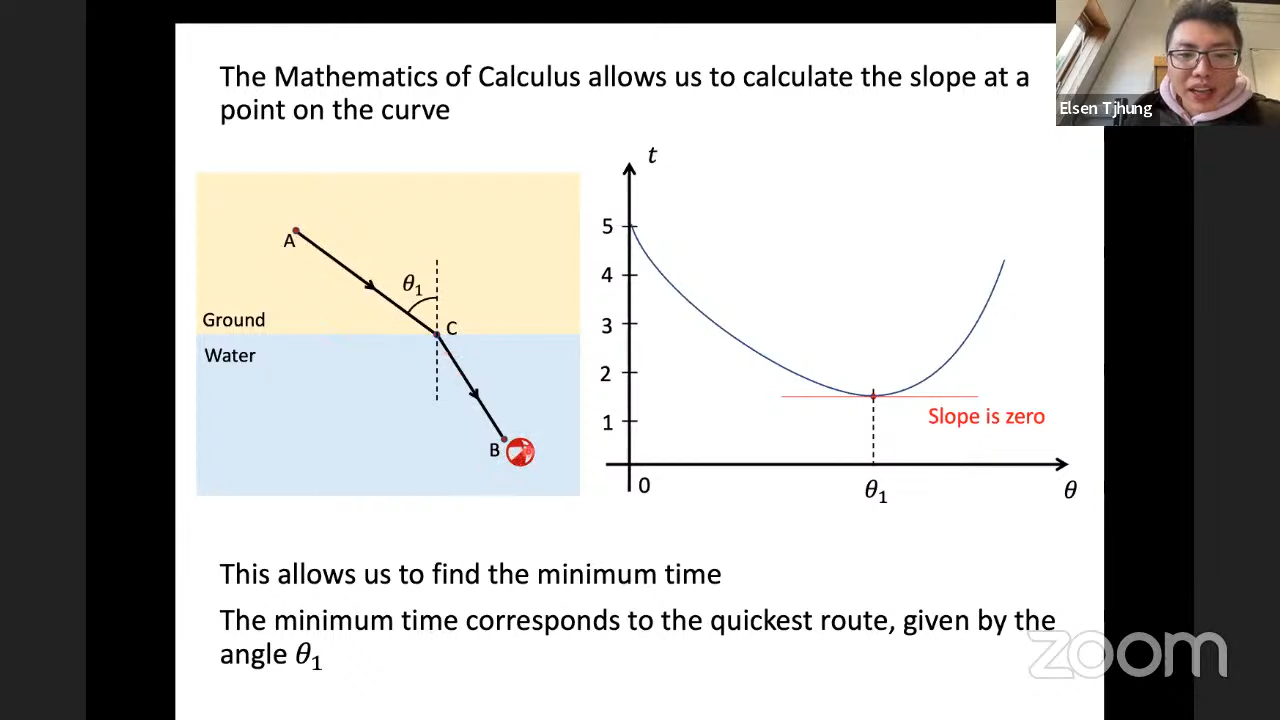 The Mathematics of Calculus allows us to calculate the slope at a
point on the curve
Elsen Tjhung
A
θ₁
C
Ground
Water
B
t
5
4
3
2
1
0
θ₁
θ
Slope is zero
This allows us to find the minimum time
The minimum time corresponds to the quickest route, given by the
angle θ₁
zoom